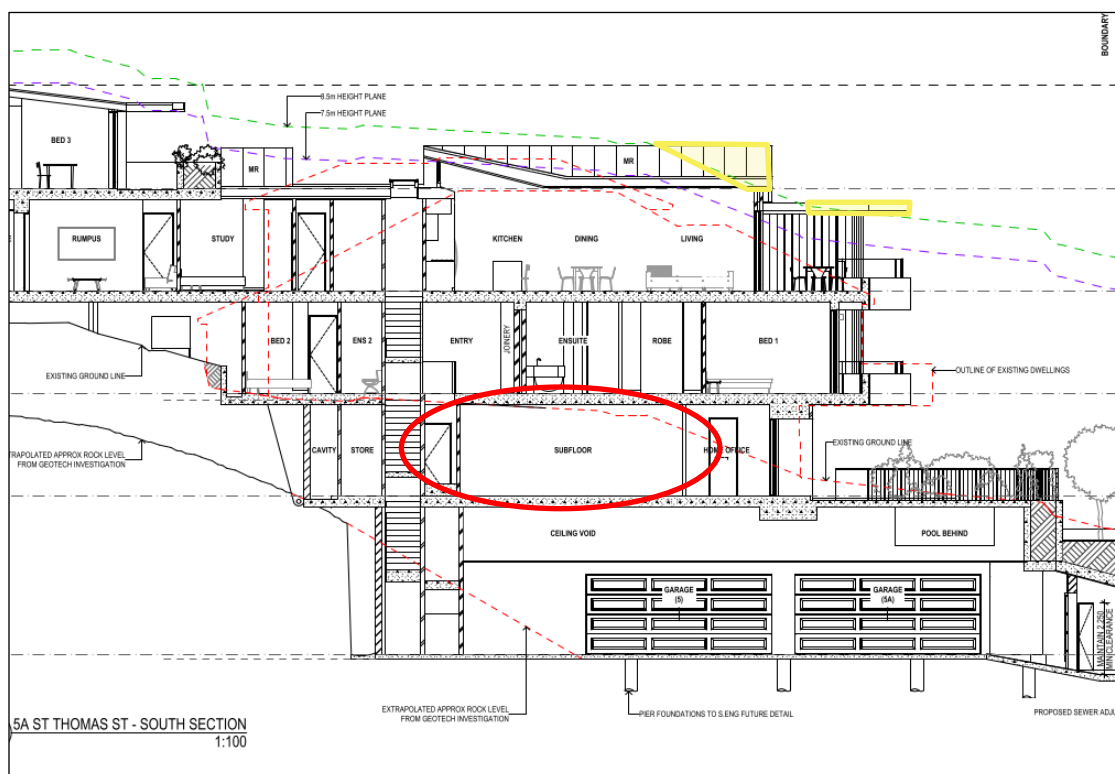 BOUNDARY
8.5m HEIGHT PLANE
7.5m HEIGHT PLANE
BED 3
MR
MR
RUMPUS
STUDY
KITCHEN
DINING
LIVING
BED 2
ENS 2
ENTRY
JOINERY
ENSUITE
ROBE
BED 1
EXISTING GROUND LINE
OUTLINE OF EXISTING DWELLINGS
TRAPOLATED APPROX ROCK LEVEL
FROM GEOTECH INVESTIGATION
CAVITY
STORE
SUBFLOOR
HOME OFFICE
EXISTING GROUND LINE
CEILING VOID
POOL BEHIND
GARAGE
(5)
GARAGE
(5A)
MAINTAIN 2.250
MIN CLEARANCE
EXTRAPOLATED APPROX ROCK LEVEL
FROM GEOTECH INVESTIGATION
PIER FOUNDATIONS TO S.ENG FUTURE DETAIL
PROPOSED SEWER ADJU
5A ST THOMAS ST - SOUTH SECTION
1:100